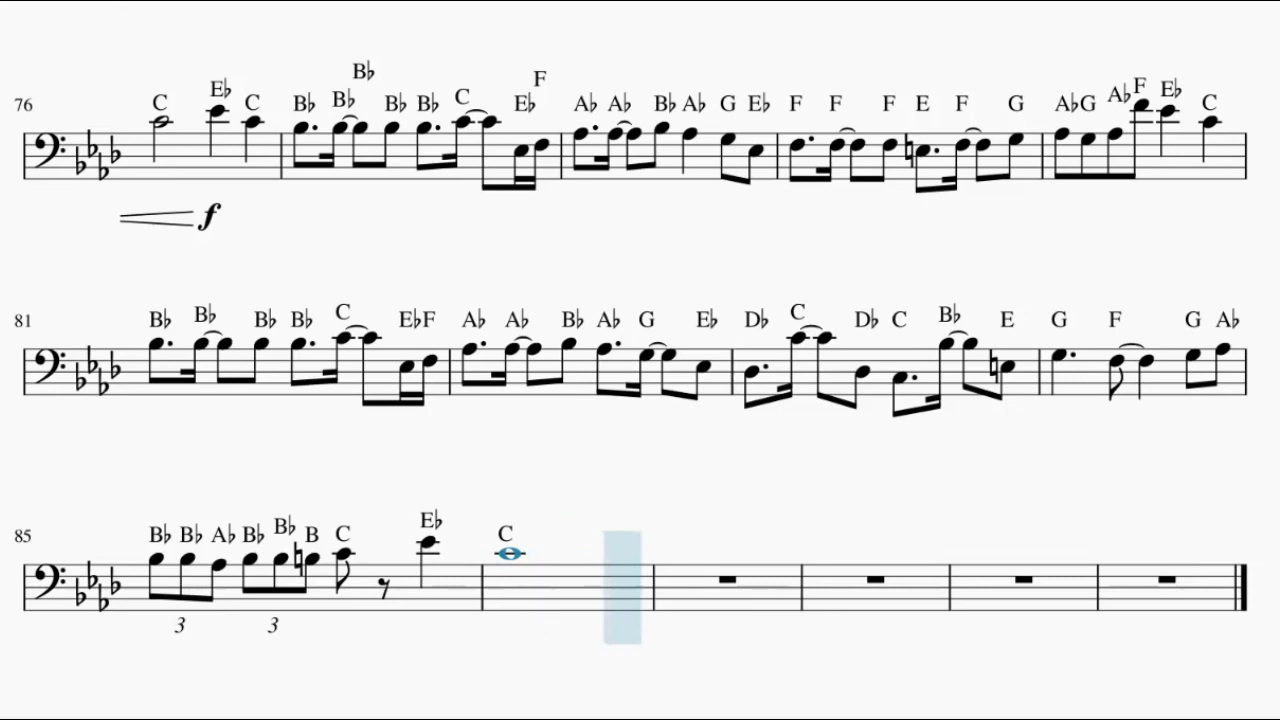 76 C E♭ C B♭ B♭ B♭ B♭ B♭ C E♭ F A♭ A♭ B♭ A♭ G E♭ F F F E F G A♭ G A♭ F E♭ C
f
81 B♭ B♭ B♭ B♭ C E♭ F A♭ A♭ B♭ A♭ G E♭ D♭ C D♭ C B♭ E G F G A♭
85 B♭ B♭ A♭ B♭ B♭ B C E♭ C
3 3